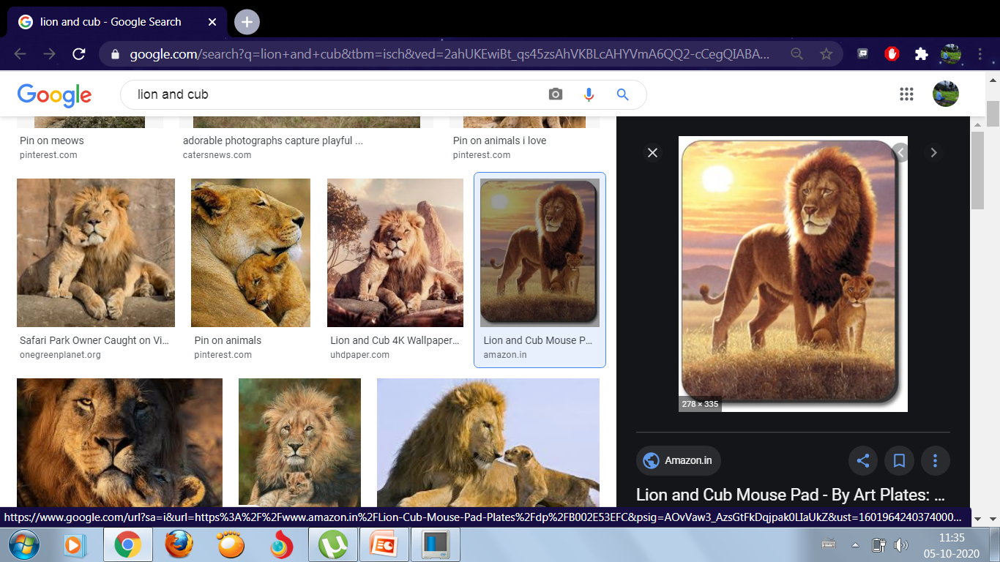 lion and cub - Google Search
google.com/search?q=lion+and+cub&tbm=isch&ved=2ahUKEwiBt_qs45zsAhVKBLcAHYVmA6QQ2-cCegQIABA...
Google
lion and cub
Pin on meows
pinterest.com
adorable photographs capture playful ...
catersnews.com
Pin on animals i love
pinterest.com
Safari Park Owner Caught on Vi...
onegreenplanet.org
Pin on animals
pinterest.com
Lion and Cub 4K Wallpaper...
uhdpaper.com
Lion and Cub Mouse P...
amazon.in
278 × 335
Amazon.in
Lion and Cub Mouse Pad - By Art Plates: ...
https://www.google.com/url?sa=i&url=https%3A%2F%2Fwww.amazon.in%2FLion-Cub-Mouse-Pad-Plates%2Fdp%2FB002E53EFC&psig=AOvVaw3_AzsGtFkDqjpak0LIaUkZ&ust=1601964240374000...
11:35
05-10-2020